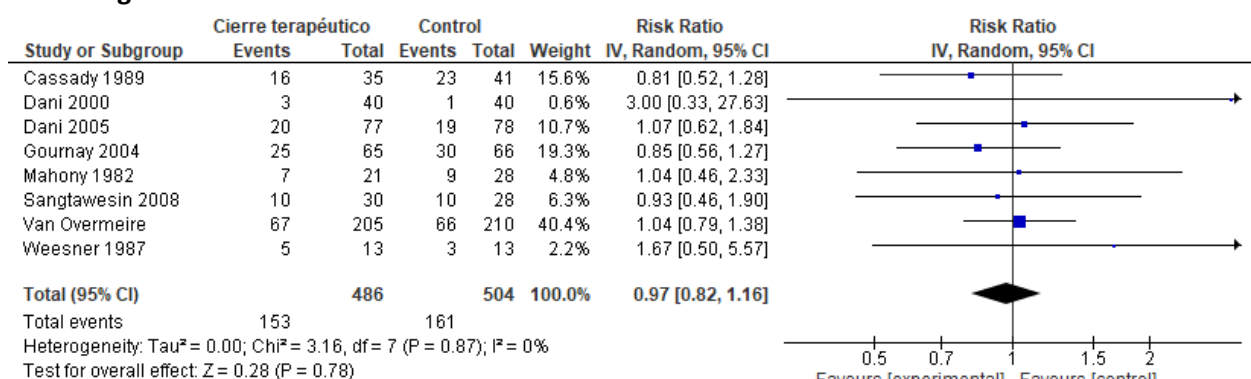 Cierre terapéutico Control Risk Ratio Risk Ratio
Study or Subgroup Events Total Events Total Weight IV, Random, 95% CI IV, Random, 95% CI
Cassady 1989 16 35 23 41 15.6% 0.81 [0.52, 1.28]
Dani 2000 3 40 1 40 0.6% 3.00 [0.33, 27.63]
Dani 2005 20 77 19 78 10.7% 1.07 [0.62, 1.84]
Gournay 2004 25 65 30 66 19.3% 0.85 [0.56, 1.27]
Mahony 1982 7 21 9 28 4.8% 1.04 [0.46, 2.33]
Sangtawesin 2008 10 30 10 28 6.3% 0.93 [0.46, 1.90]
Van Overmeire 67 205 66 210 40.4% 1.04 [0.79, 1.38]
Weesner 1987 5 13 3 13 2.2% 1.67 [0.50, 5.57]
Total (95% CI) 486 504 100.0% 0.97 [0.82, 1.16]
Total events 153 161
Heterogeneity: Tau² = 0.00; Chi² = 3.16, df = 7 (P = 0.87); I² = 0%
Test for overall effect: Z = 0.28 (P = 0.78)
0.5 0.7 1 1.5 2
Favours [experimental] Favours [control]